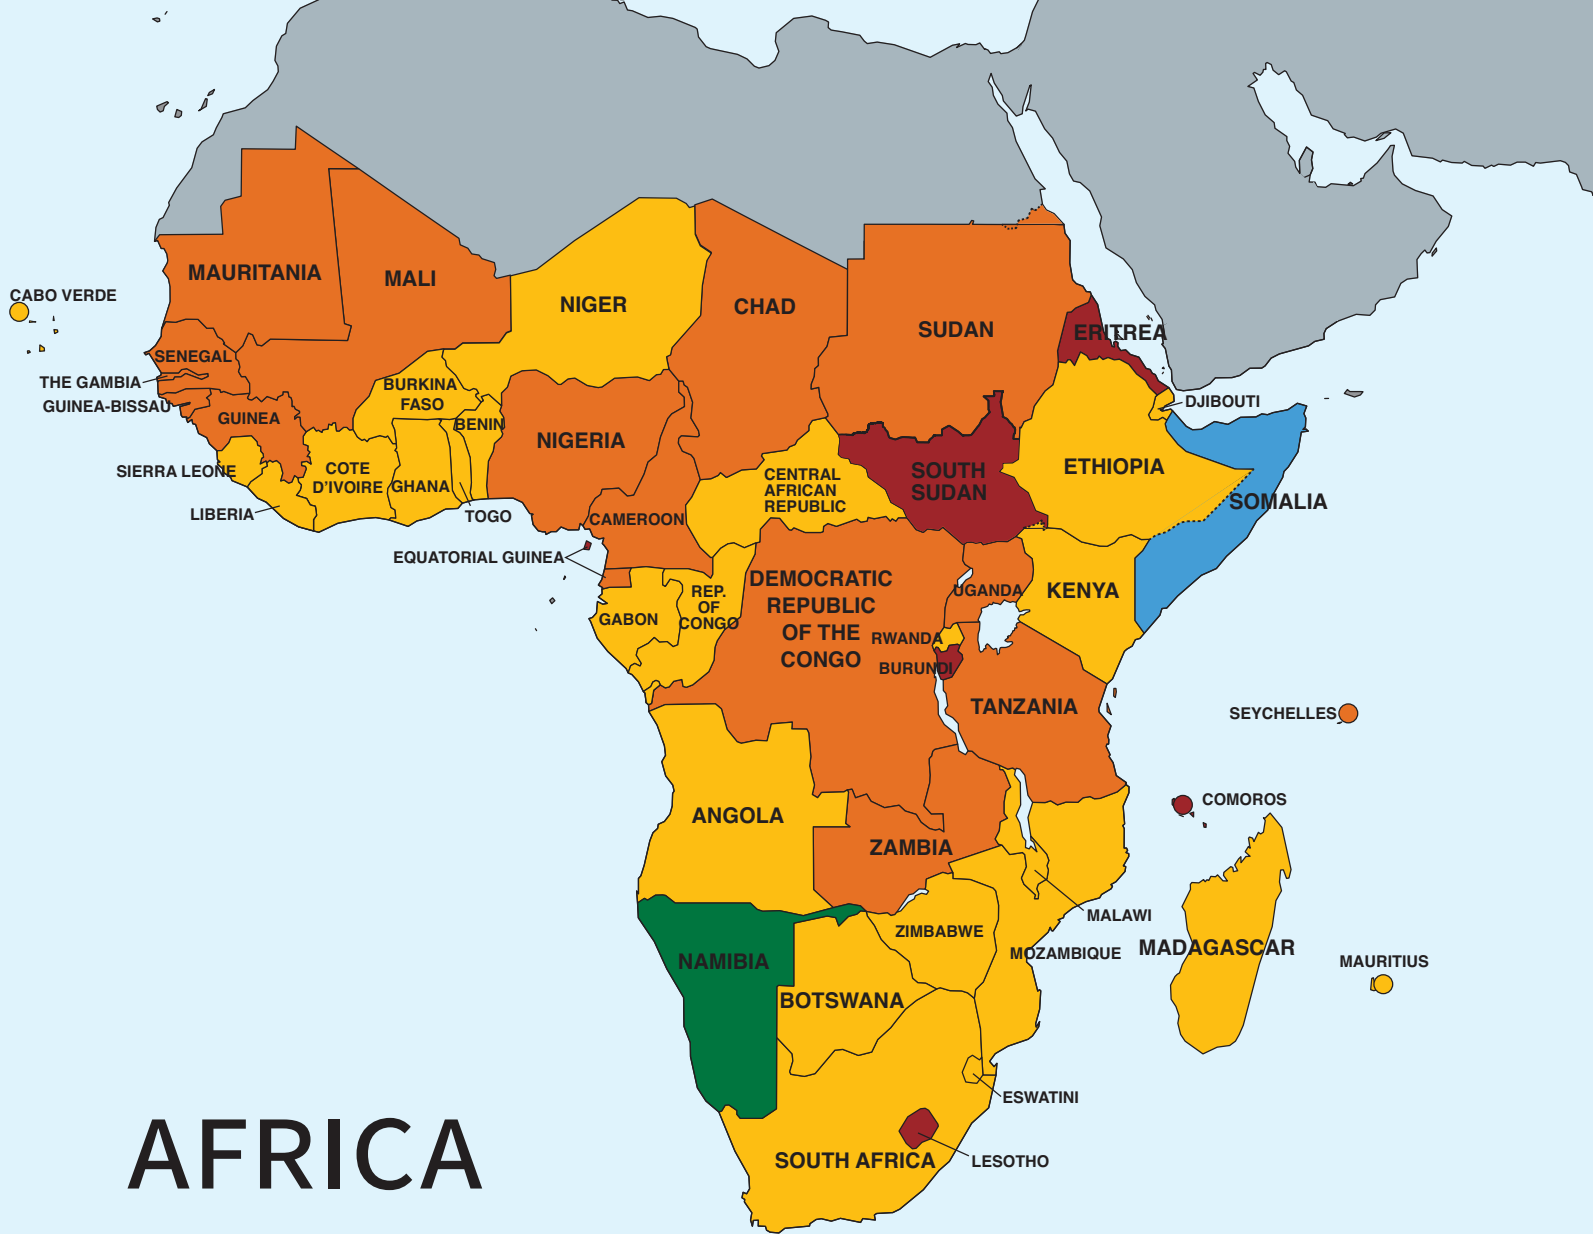 MAURITANIA
MALI
NIGER
CHAD
SUDAN
ERITREA
CABO VERDE
SENEGAL
THE GAMBIA
GUINEA-BISSAU
GUINEA
BURKINA
FASO
BENIN
NIGERIA
DJIBOUTI
SIERRA LEONE
COTE
D'IVOIRE
GHANA
LIBERIA
TOGO
CAMEROON
CENTRAL
AFRICAN
REPUBLIC
SOUTH
SUDAN
ETHIOPIA
SOMALIA
EQUATORIAL GUINEA
GABON
REP.
OF
CONGO
DEMOCRATIC
REPUBLIC
OF THE
CONGO
UGANDA
KENYA
RWANDA
BURUNDI
TANZANIA
SEYCHELLES
COMOROS
ANGOLA
ZAMBIA
MALAWI
NAMIBIA
ZIMBABWE
MOZAMBIQUE
MADAGASCAR
MAURITIUS
BOTSWANA
ESWATINI
SOUTH AFRICA
LESOTHO
AFRICA